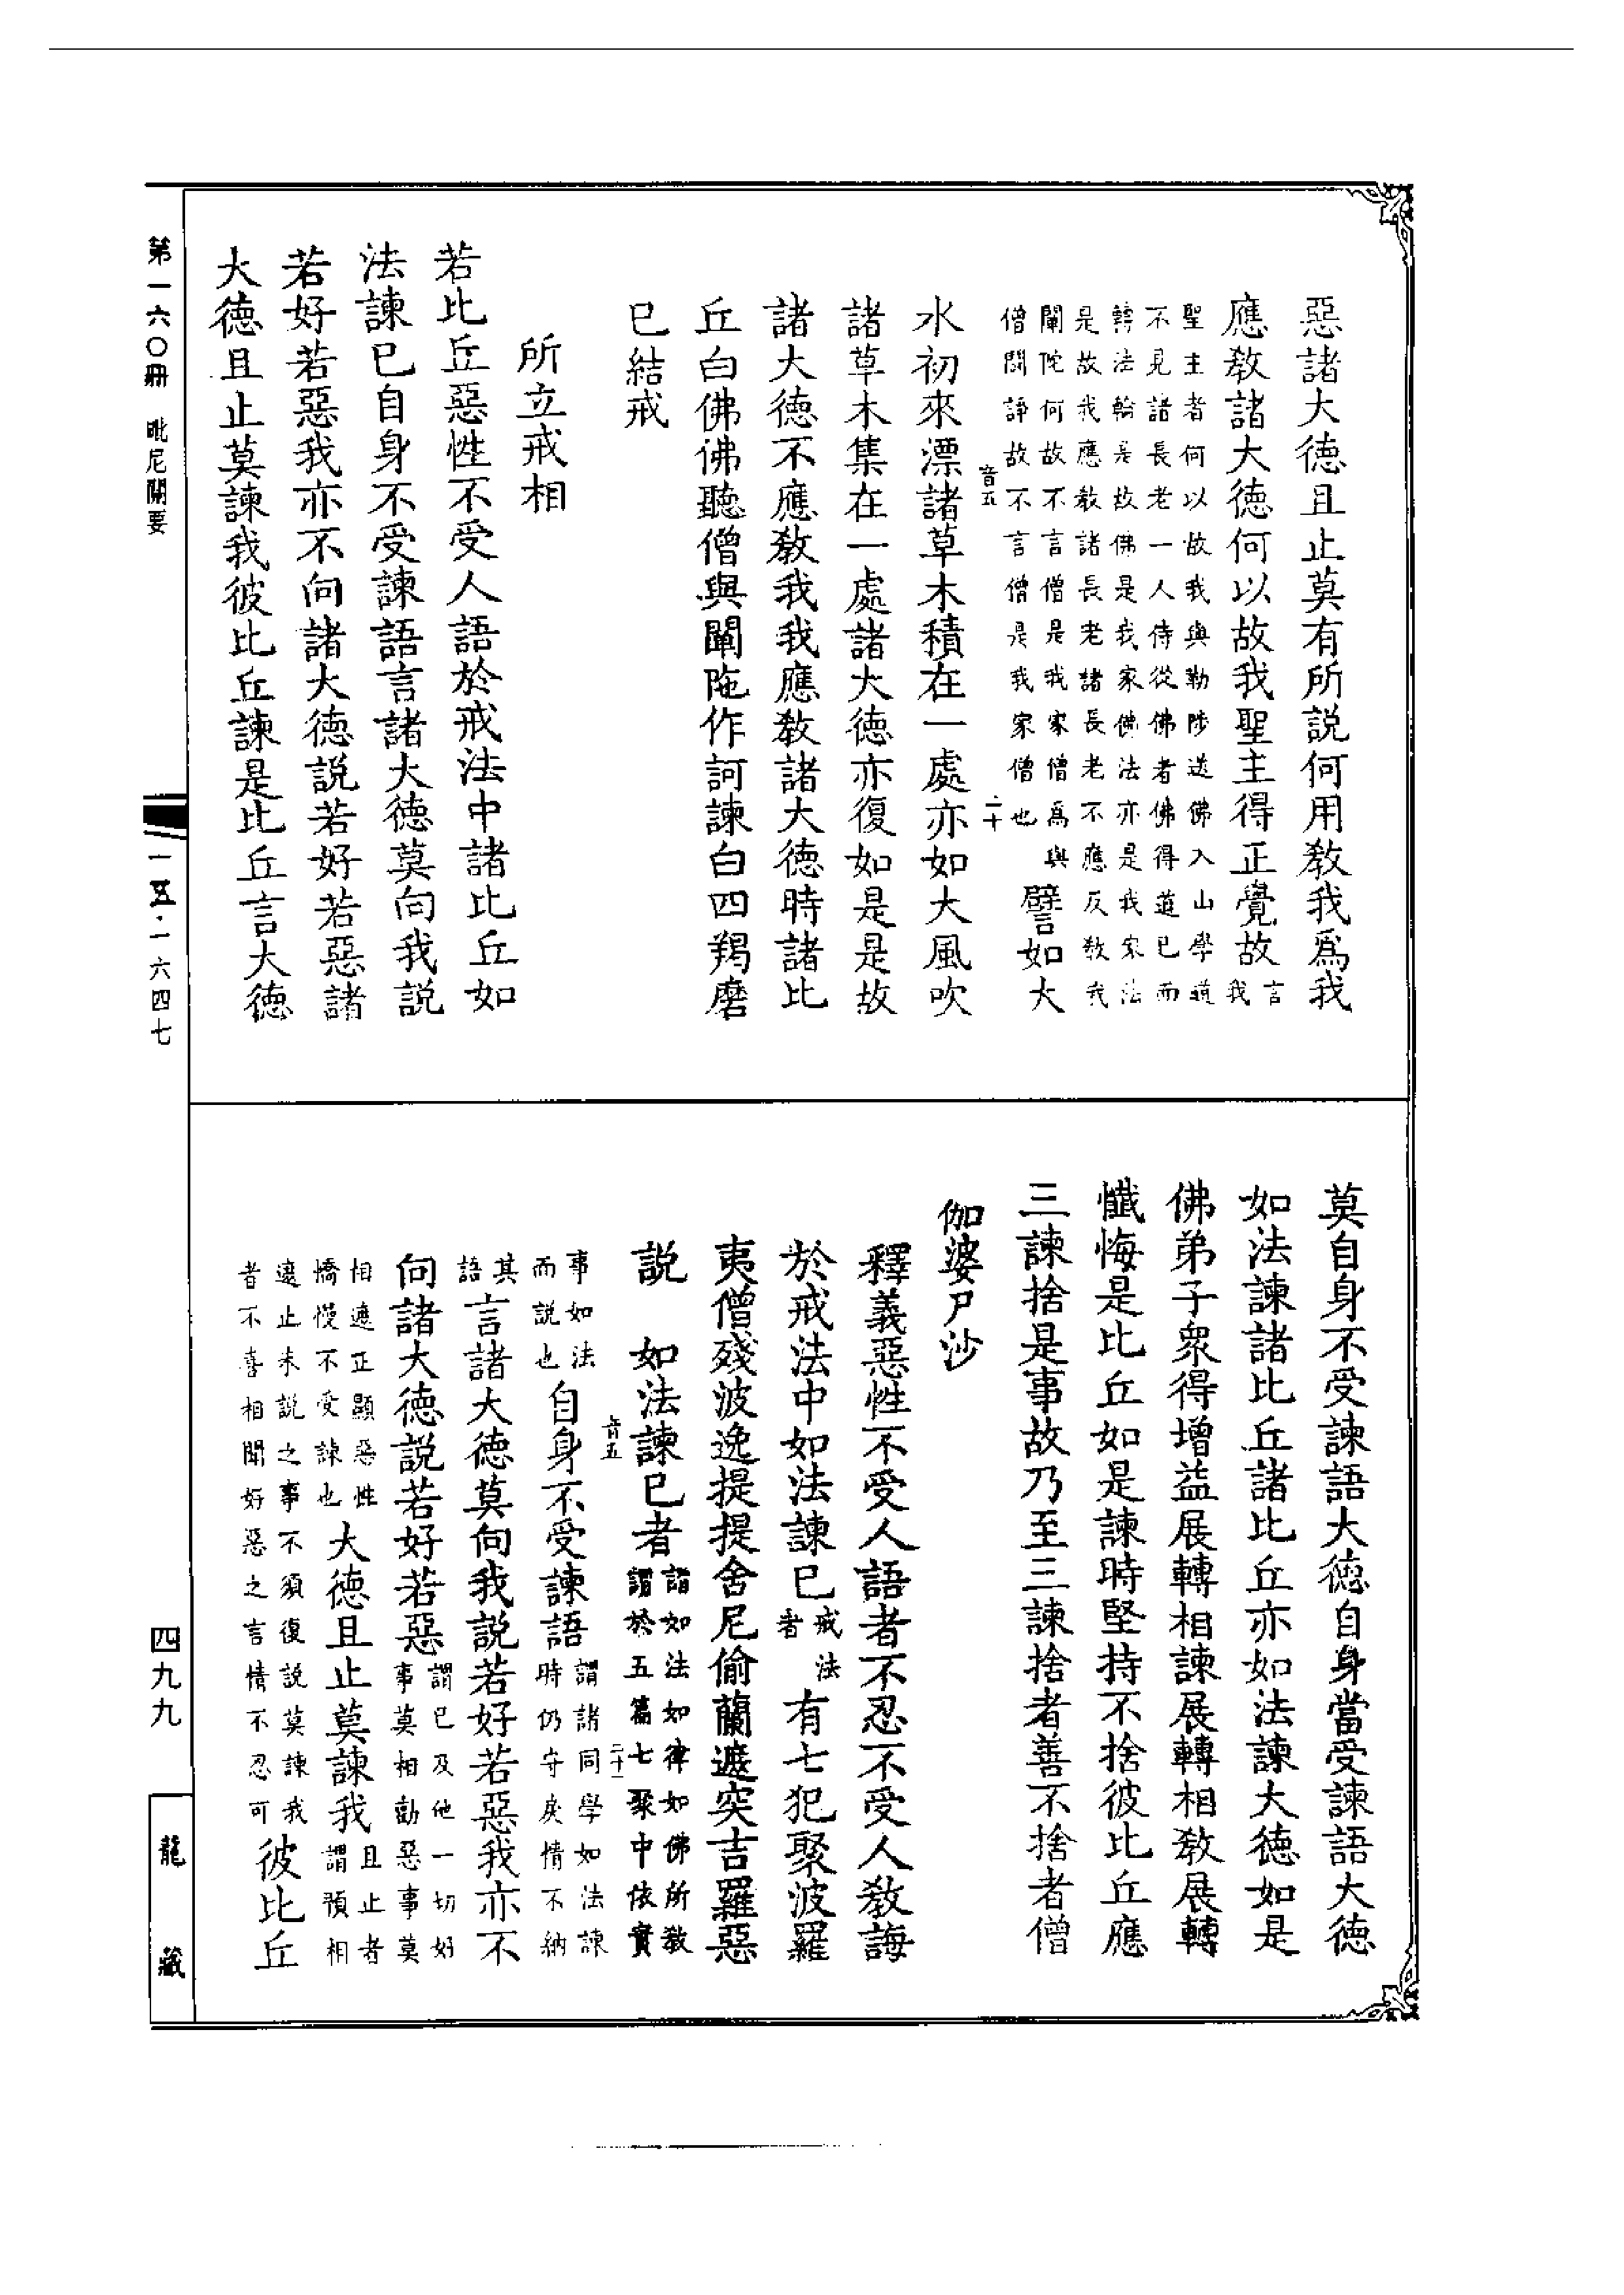 惡諸大德且止莫有所說何用教我爲我
應教諸大德何以故我聖主得正覺故言我
聖主者何以故我與勒陟送佛入山學道
不見諸長老一人侍從佛者佛得道已而
轉法輪是故佛是我家佛法亦是我家法
是故我應教諸長老諸長老不應反教我
闡陀何故不言僧是我家僧爲與
僧鬪諍故不言僧是我家僧也
譬如大
音五
二十
水初來漂諸草木積在一處亦如大風吹
諸草木集在一處諸大德亦復如是是故
諸大德不應教我我應教諸大德時諸比
丘白佛佛聽僧與闡陁作訶諫白四羯磨
已結戒
所立戒相
若比丘惡性不受人語於戒法中諸比丘如
法諫已自身不受諫語言諸大德莫向我說
若好若惡我亦不向諸大德說若好若惡諸
大德且止莫諫我彼比丘諫是比丘言大德
莫自身不受諫語大德自身當受諫語大德
如法諫諸比丘諸比丘亦如法諫大德如是
佛弟子衆得增益展轉相諫展轉相教展轉
懺悔是比丘如是諫時堅持不捨彼比丘應
三諫捨是事故乃至三諫捨者善不捨者僧
伽婆尸沙
釋義惡性不受人語者不忍不受人教誨
於戒法中如法諫已
戒法
者
有七犯聚波羅
夷僧殘波逸提提舍尼偷蘭遮突吉羅惡
說　如法諫已者
如法如律如佛所教
謂於五篇七聚中依實
音五
二十一
事如法
而說也
自身不受諫語
謂諸同學如法諫
時仍守戾情不納
其
語
言諸大德莫向我說若好若惡我亦不
向諸大德說若好若惡
謂已及他一切好
事莫相勸惡事莫
相遮正顯惡性
憍慢不受諫也
大德且止莫諫我
且止者
謂預相
遮止未說之事不須復說莫諫我
者不喜相聞好惡之言情不忍可
彼比丘
第一六〇冊　毗尼關要
一五·一六四七
四九九
龍藏